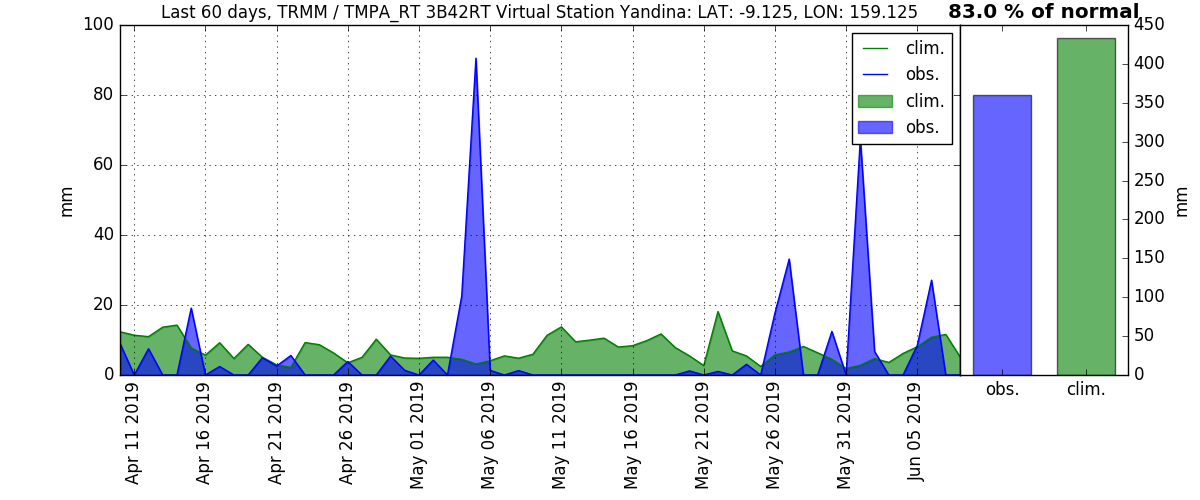 Last 60 days, TRMM / TMPA_RT 3B42RT Virtual Station Yandina: LAT: -9.125, LON: 159.125
83.0 % of normal
100
80
60
40
20
0
mm
clim.
obs.
clim.
obs.
450
400
350
300
250
200
150
100
50
0
mm
obs.
clim.
Apr 11 2019
Apr 16 2019
Apr 21 2019
Apr 26 2019
May 01 2019
May 06 2019
May 11 2019
May 16 2019
May 21 2019
May 26 2019
May 31 2019
Jun 05 2019